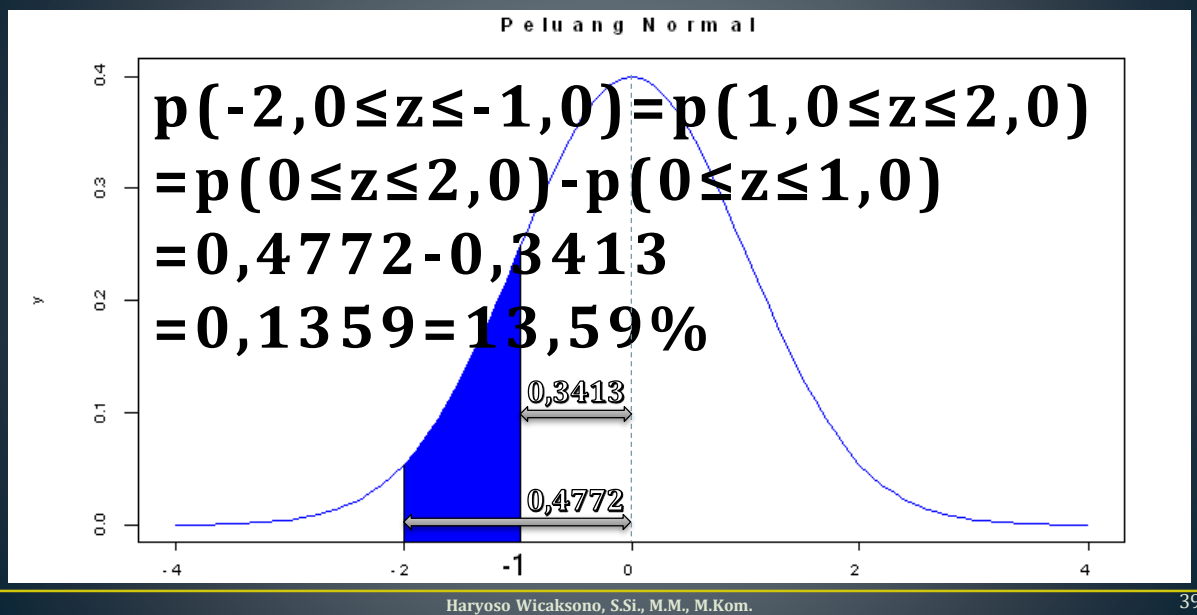 Peluang Normal
p(-2,0≤z≤-1,0)=p(1,0≤z≤2,0)
=p(0≤z≤2,0)-p(0≤z≤1,0)
=0,4772-0,3413
=0,1359=13,59%
0,3413
0,4772
y
0.4
0.3
0.2
0.1
0.0
-4 -2 -1 0 2 4
Haryoso Wicaksono, S.Si., M.M., M.Kom.
39